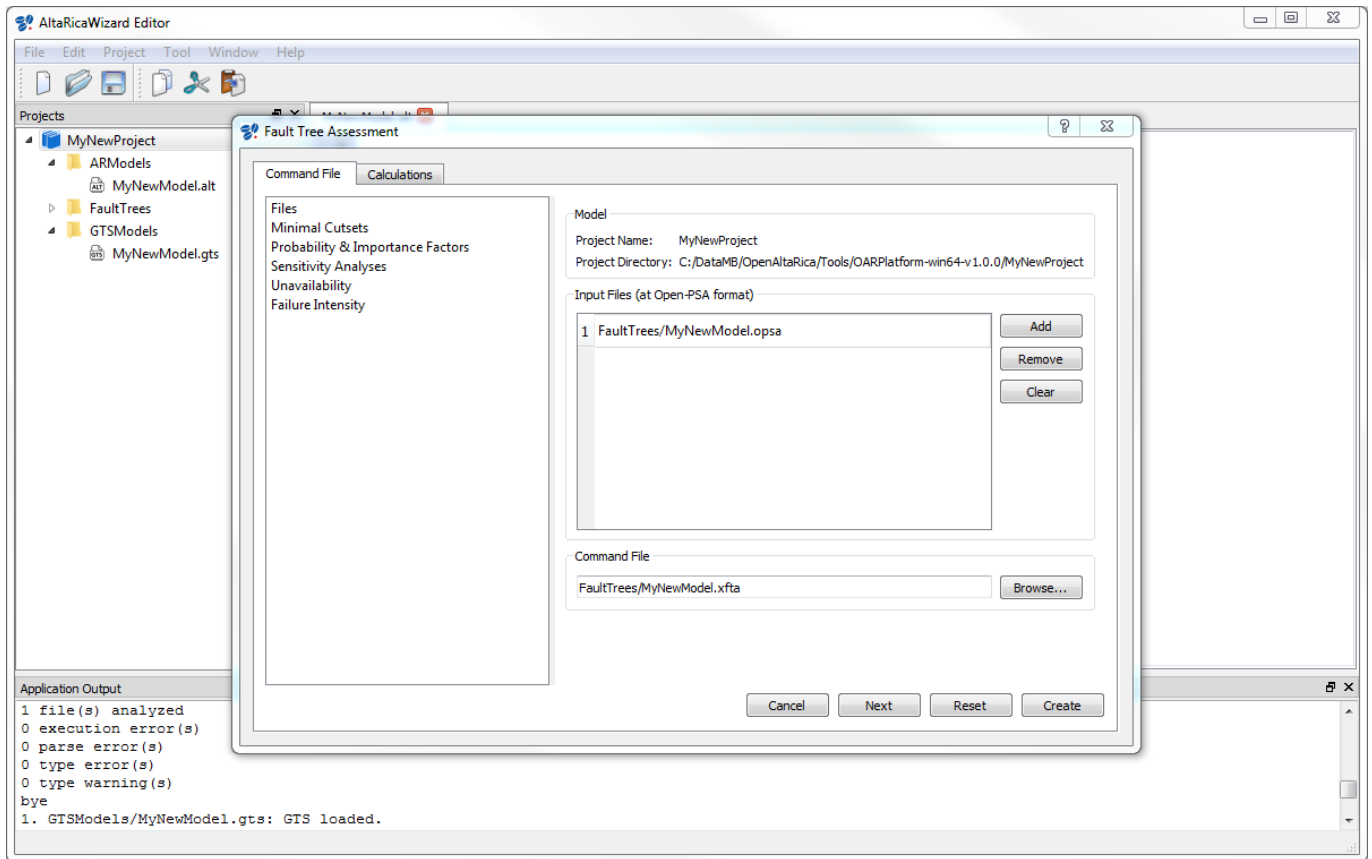 AltaRicaWizard Editor
File Edit Project Tool Window Help
Projects
MyNewProject
ARModels
ALT MyNewModel.alt
FaultTrees
GTSModels
GTS MyNewModel.gts
Fault Tree Assessment
Command File Calculations
Files
Minimal Cutsets
Probability & Importance Factors
Sensitivity Analyses
Unavailability
Failure Intensity
Model
Project Name: MyNewProject
Project Directory: C:/DataMB/OpenAltaRica/Tools/OARPlatform-win64-v1.0.0/MyNewProject
Input Files (at Open-PSA format)
1 FaultTrees/MyNewModel.opsa
Add
Remove
Clear
Command File
FaultTrees/MyNewModel.xfta Browse...
Cancel Next Reset Create
Application Output
1 file(s) analyzed
0 execution error(s)
0 parse error(s)
0 type error(s)
0 type warning(s)
bye
1. GTSModels/MyNewModel.gts: GTS loaded.